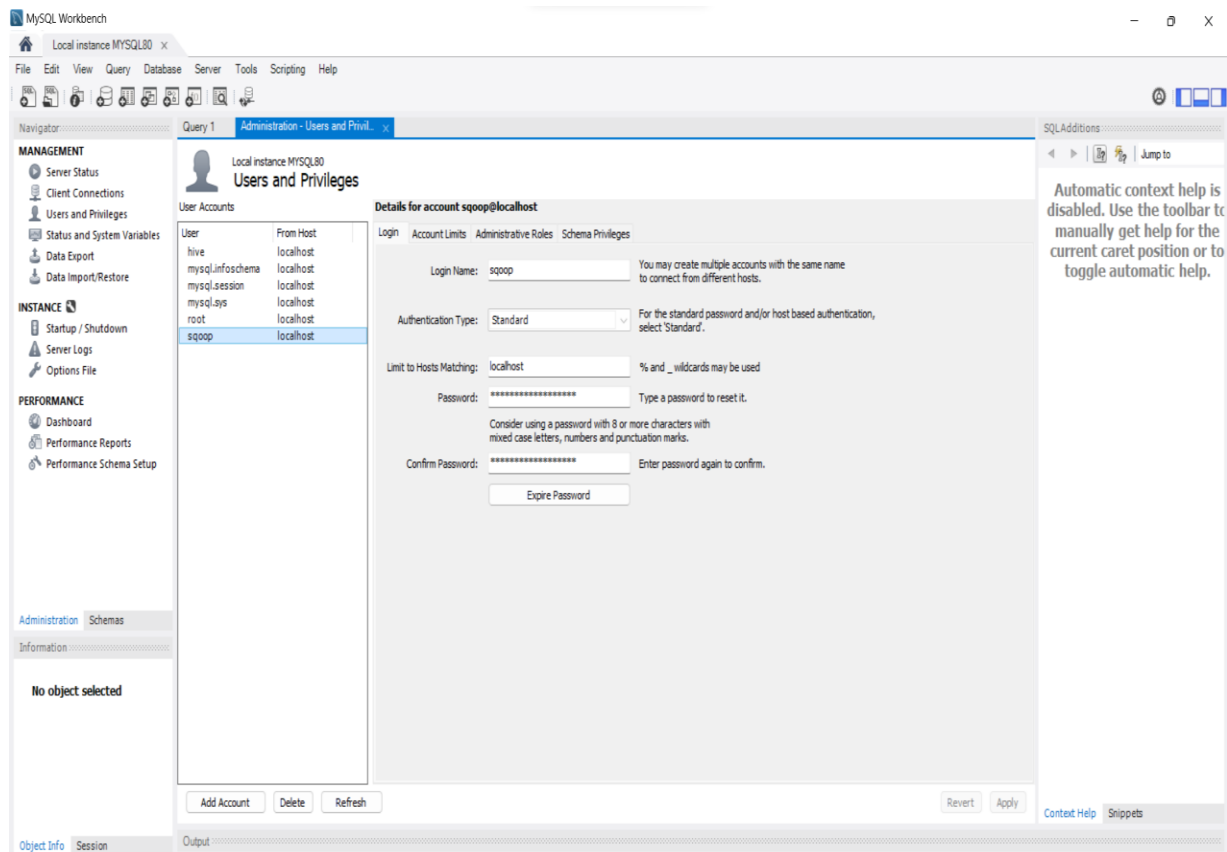 MySQL Workbench
Local instance MYSQL80 x
File Edit View Query Database Server Tools Scripting Help
Navigator
MANAGEMENT
Server Status
Client Connections
Users and Privileges
Status and System Variables
Data Export
Data Import/Restore
INSTANCE
Startup / Shutdown
Server Logs
Options File
PERFORMANCE
Dashboard
Performance Reports
Performance Schema Setup
Administration Schemas
Information
No object selected
Object Info Session
Query 1 Administration - Users and Privil.. x
Local instance MYSQL80
Users and Privileges
User Accounts
User From Host
hive localhost
mysql.infoschema localhost
mysql.session localhost
mysql.sys localhost
root localhost
sqoop localhost
Details for account sqoop@localhost
Login Account Limits Administrative Roles Schema Privileges
Login Name: sqoop You may create multiple accounts with the same name
to connect from different hosts.
Authentication Type: Standard For the standard password and/or host based authentication,
select 'Standard'.
Limit to Hosts Matching: localhost % and _ wildcards may be used
Password: ****************** Type a password to reset it.
Consider using a password with 8 or more characters with
mixed case letters, numbers and punctuation marks.
Confirm Password: ****************** Enter password again to confirm.
Expire Password
Add Account Delete Refresh Revert Apply
Output
SQLAdditions
Jump to
Automatic context help is
disabled. Use the toolbar to
manually get help for the
current caret position or to
toggle automatic help.
Context Help Snippets